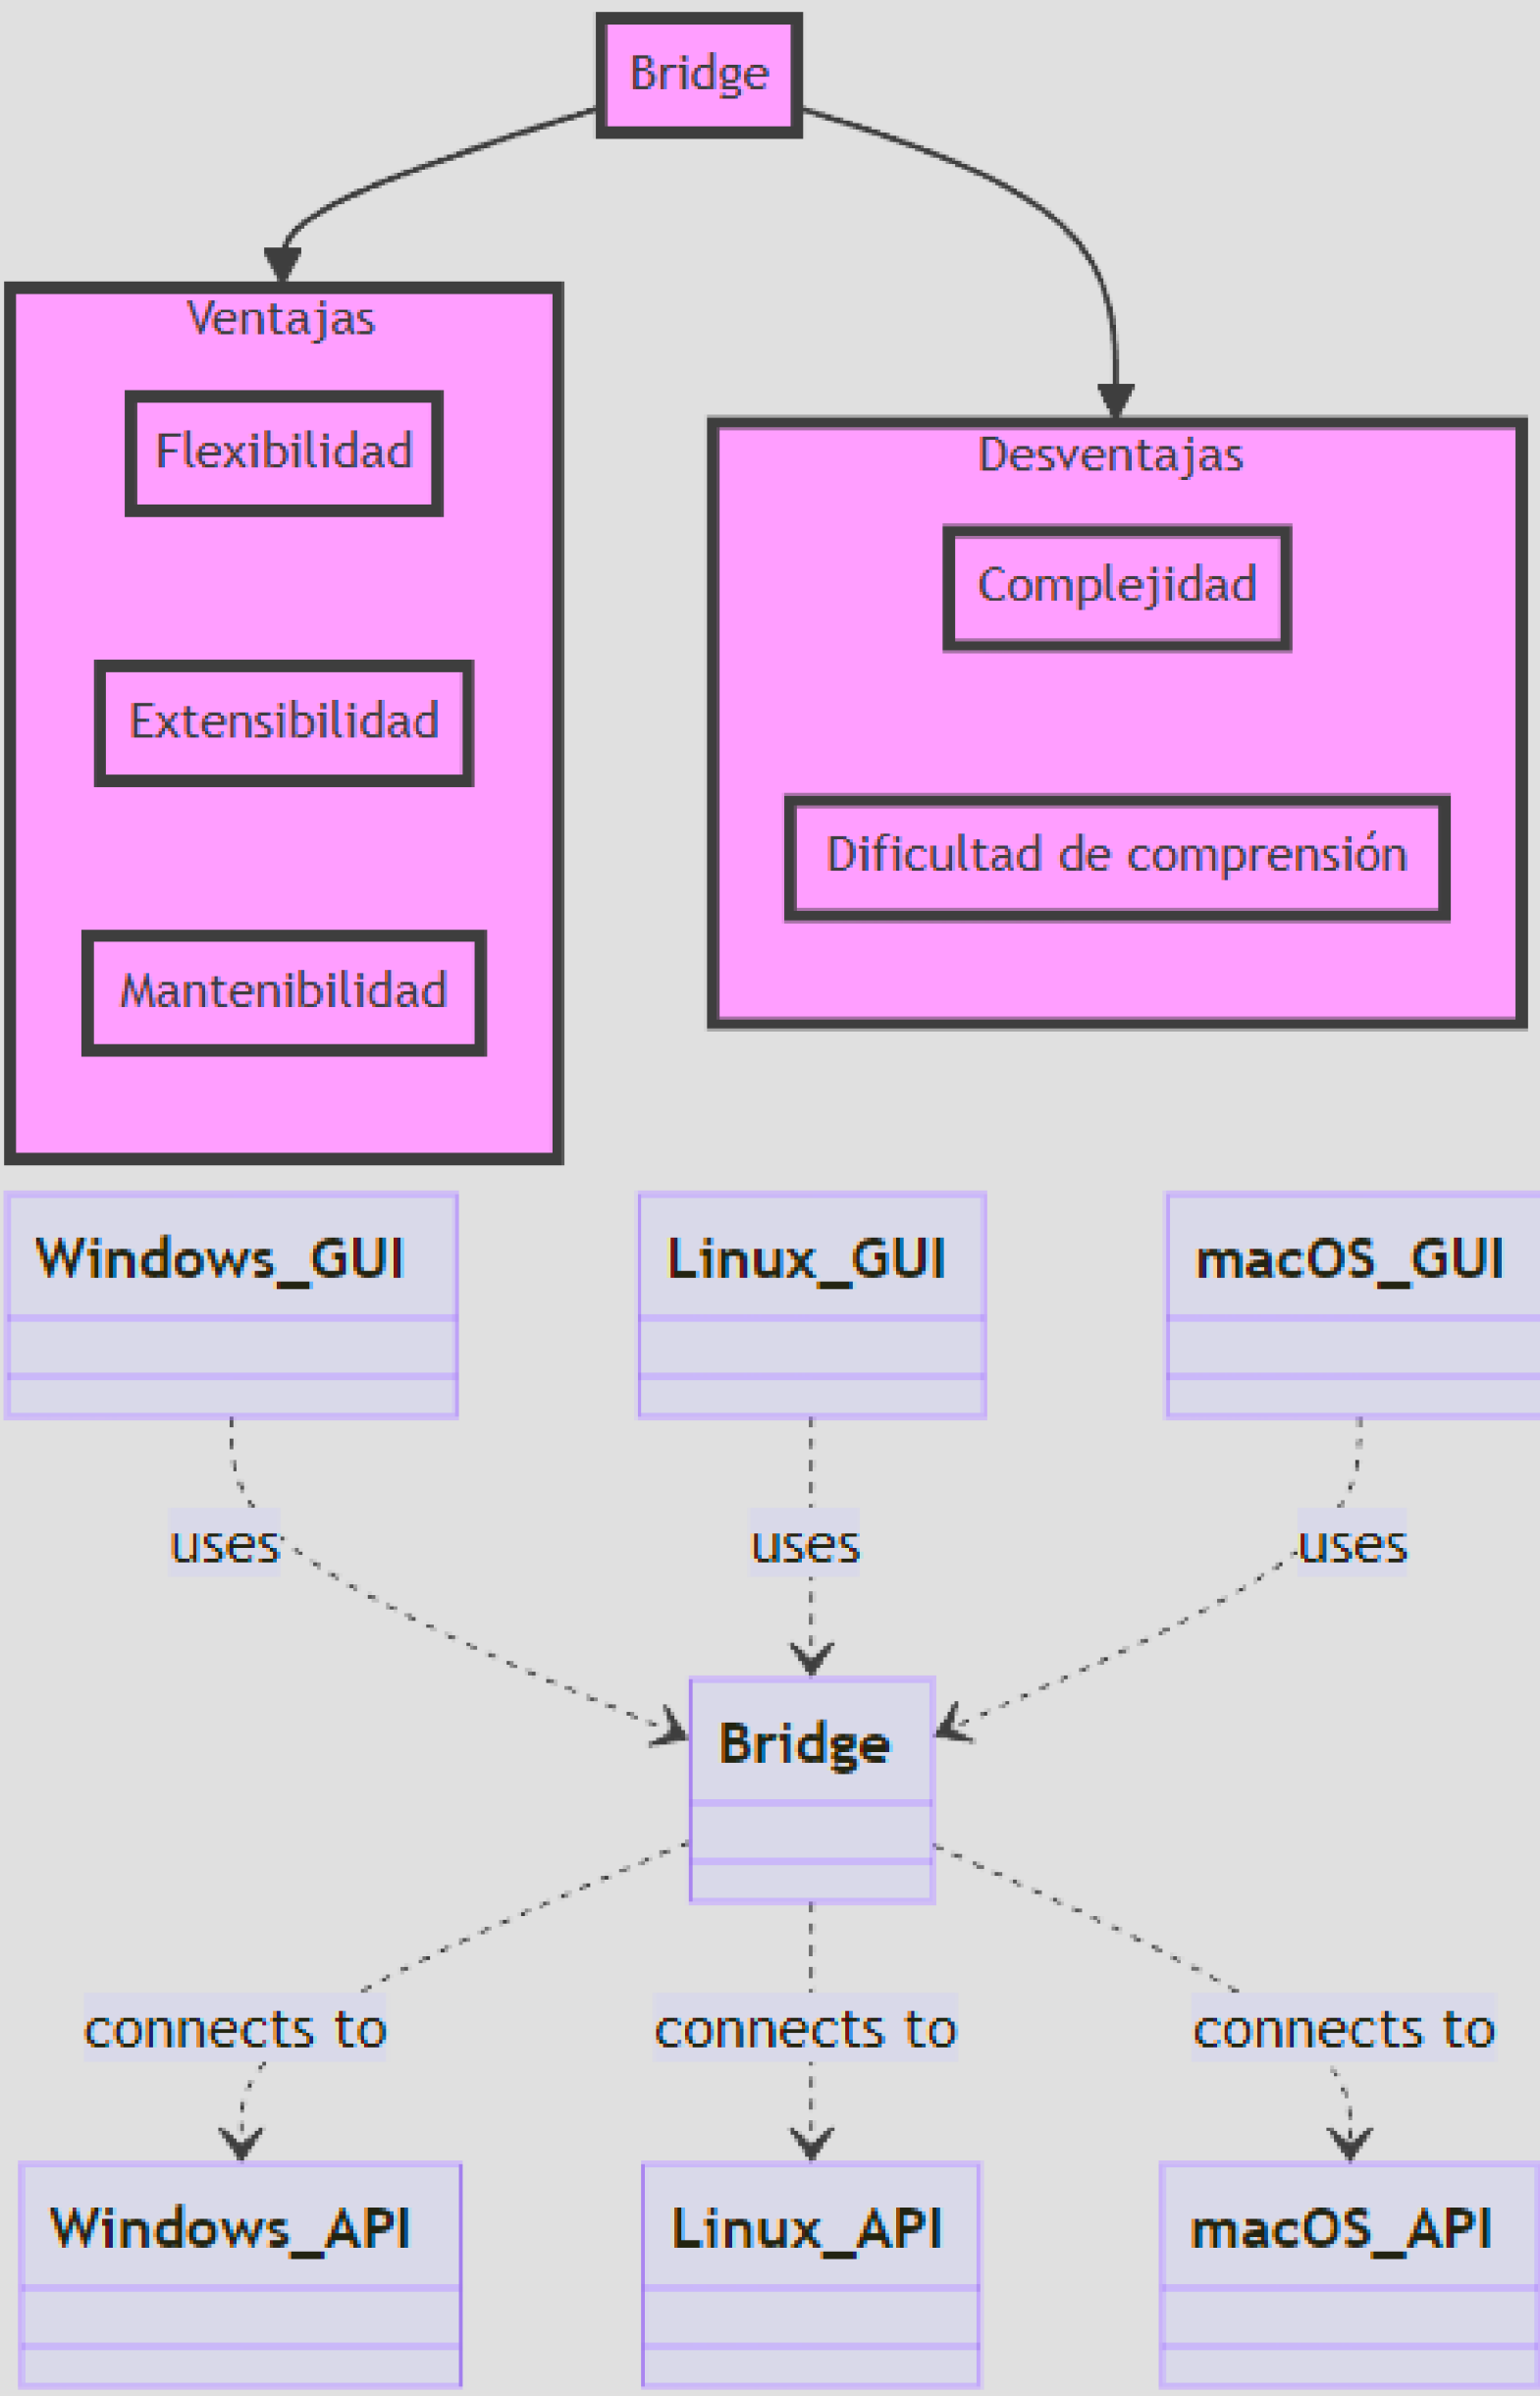 Bridge
Ventajas
Flexibilidad
Extensibilidad
Mantenibilidad
Desventajas
Complejidad
Dificultad de comprensión
Windows_GUI
Linux_GUI
macOS_GUI
uses
uses
uses
Bridge
connects to
connects to
connects to
Windows_API
Linux_API
macOS_API